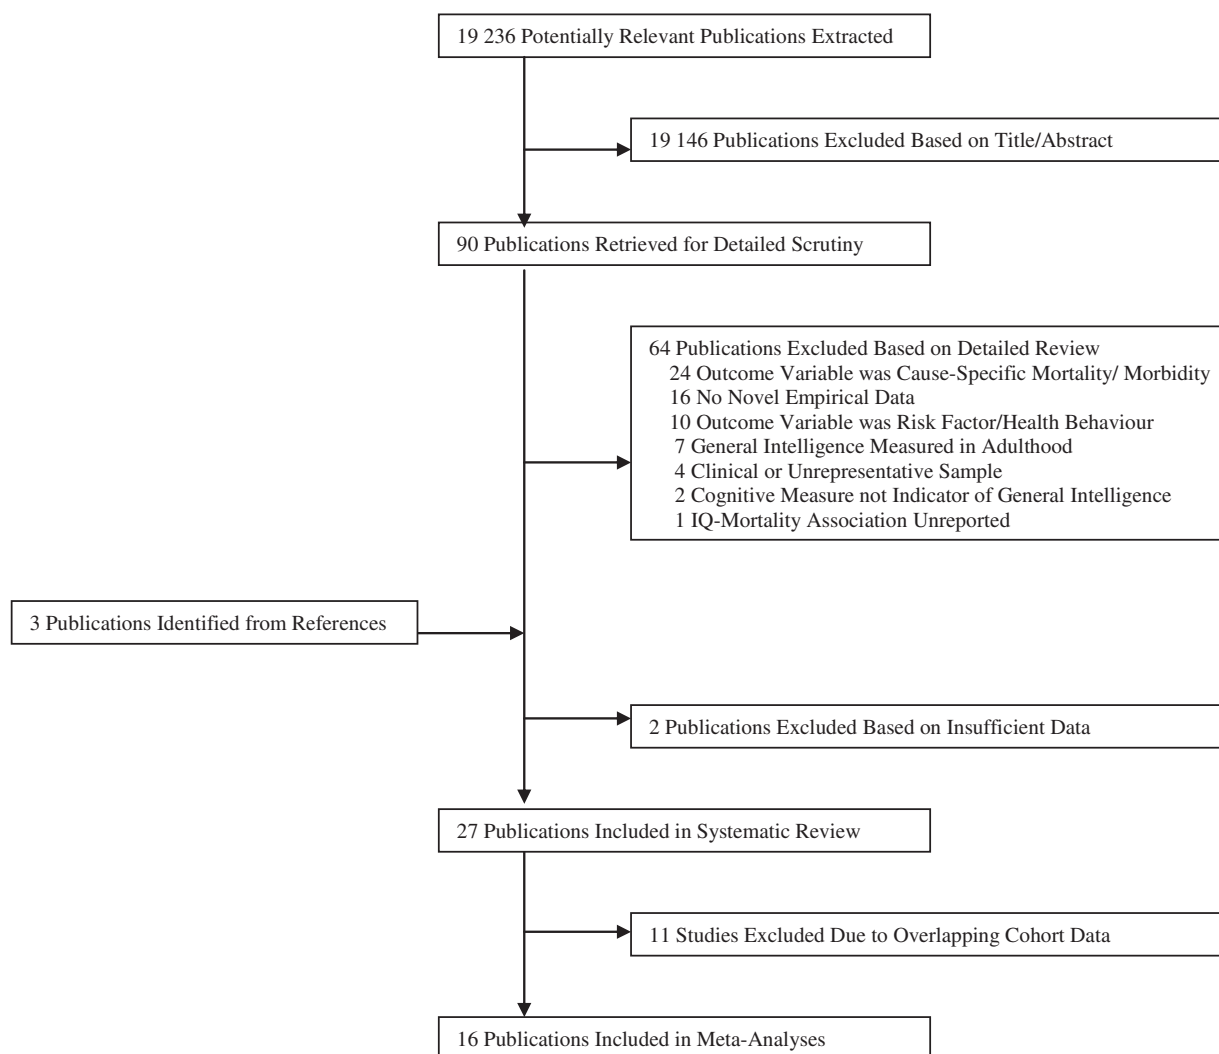 19 236 Potentially Relevant Publications Extracted
19 146 Publications Excluded Based on Title/Abstract
90 Publications Retrieved for Detailed Scrutiny
64 Publications Excluded Based on Detailed Review
24 Outcome Variable was Cause-Specific Mortality/ Morbidity
16 No Novel Empirical Data
10 Outcome Variable was Risk Factor/Health Behaviour
7 General Intelligence Measured in Adulthood
4 Clinical or Unrepresentative Sample
2 Cognitive Measure not Indicator of General Intelligence
1 IQ-Mortality Association Unreported
3 Publications Identified from References
2 Publications Excluded Based on Insufficient Data
27 Publications Included in Systematic Review
11 Studies Excluded Due to Overlapping Cohort Data
16 Publications Included in Meta-Analyses